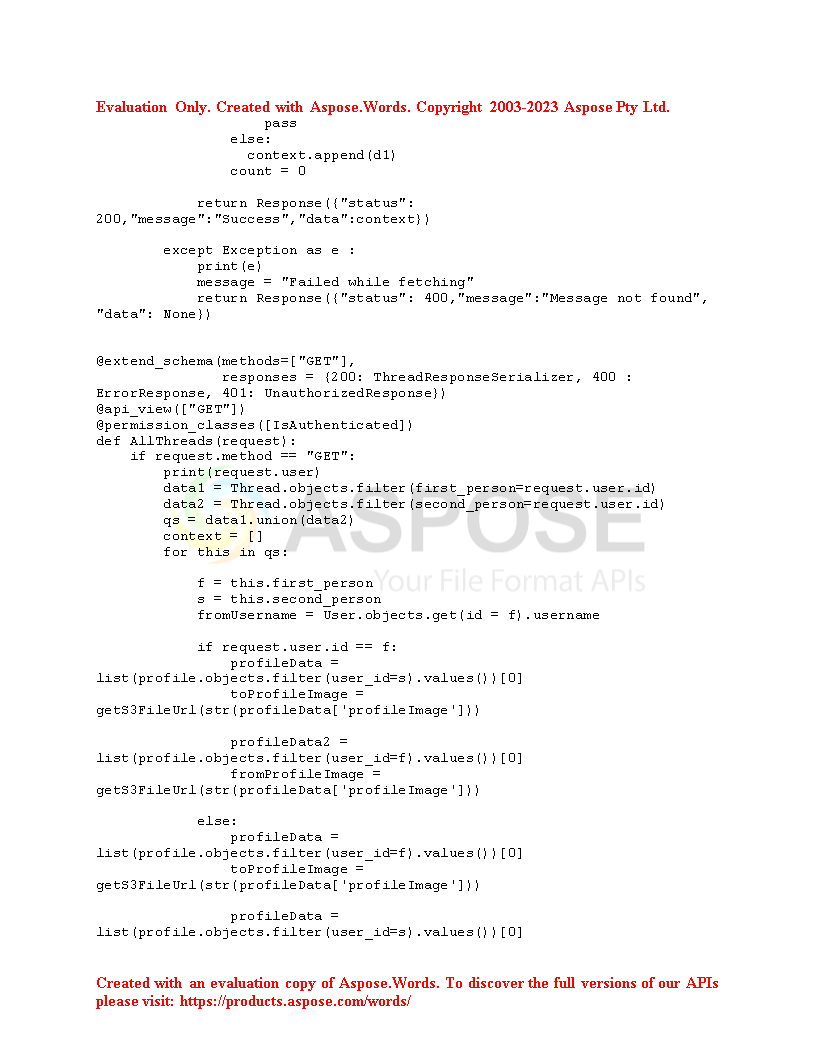 Evaluation Only. Created with Aspose.Words. Copyright 2003-2023 Aspose Pty Ltd.
                    pass
                else:
                  context.append(d1)
                count = 0

            return Response({"status":
200,"message":"Success","data":context})

        except Exception as e :
            print(e)
            message = "Failed while fetching"
            return Response({"status": 400,"message":"Message not found",
"data": None})


@extend_schema(methods=["GET"],
               responses = {200: ThreadResponseSerializer, 400 :
ErrorResponse, 401: UnauthorizedResponse})
@api_view(["GET"])
@permission_classes([IsAuthenticated])
def AllThreads(request):
    if request.method == "GET":
        print(request.user)
        data1 = Thread.objects.filter(first_person=request.user.id)
        data2 = Thread.objects.filter(second_person=request.user.id)
        qs = data1.union(data2)
        context = []
        for this in qs:
ASPOSE
Your File Format APIs

            f = this.first_person
            s = this.second_person
            fromUsername = User.objects.get(id = f).username

            if request.user.id == f:
                profileData =
list(profile.objects.filter(user_id=s).values())[0]
                toProfileImage =
getS3FileUrl(str(profileData['profileImage']))

                profileData2 =
list(profile.objects.filter(user_id=f).values())[0]
                fromProfileImage =
getS3FileUrl(str(profileData['profileImage']))

            else:
                profileData =
list(profile.objects.filter(user_id=f).values())[0]
                toProfileImage =
getS3FileUrl(str(profileData['profileImage']))

                profileData =
list(profile.objects.filter(user_id=s).values())[0]

Created with an evaluation copy of Aspose.Words. To discover the full versions of our APIs
please visit: https://products.aspose.com/words/